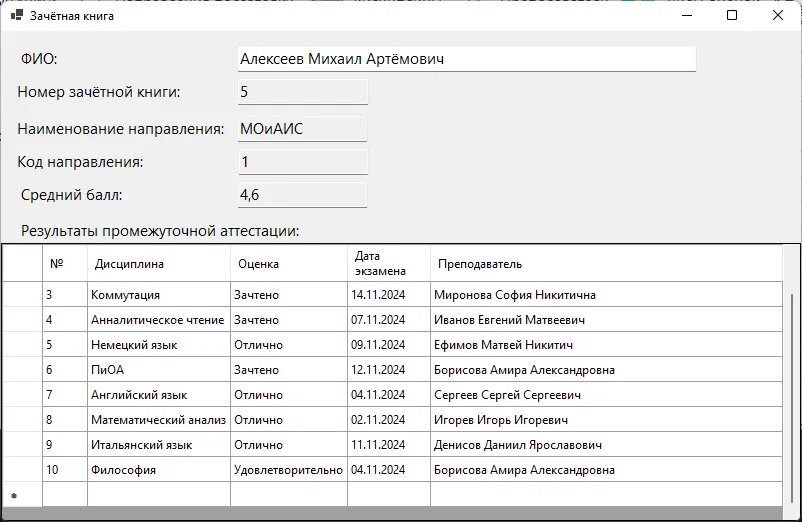 Зачётная книга
ФИО: Алексеев Михаил Артёмович
Номер зачётной книги: 5
Наименование направления: МОиАИС
Код направления: 1
Средний балл: 4,6
Результаты промежуточной аттестации:
№ Дисциплина Оценка Дата экзамена Преподаватель
3 Коммутация Зачтено 14.11.2024 Миронова София Никитична
4 Анналитическое чтение Зачтено 07.11.2024 Иванов Евгений Матвеевич
5 Немецкий язык Отлично 09.11.2024 Ефимов Матвей Никитич
6 ПиОА Зачтено 12.11.2024 Борисова Амира Александровна
7 Английский язык Отлично 04.11.2024 Сергеев Сергей Сергеевич
8 Математический анализ Отлично 02.11.2024 Игорев Игорь Игоревич
9 Итальянский язык Отлично 11.11.2024 Денисов Даниил Ярославович
10 Философия Удовлетворительно 04.11.2024 Борисова Амира Александровна